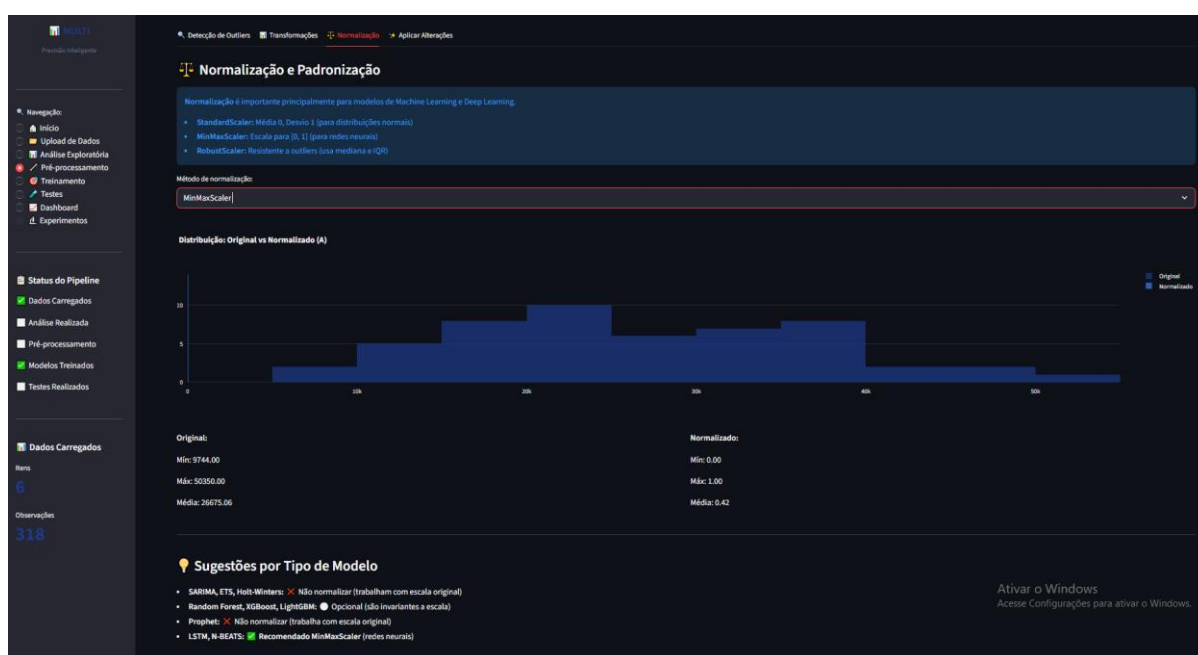 MULTI
Previsão Inteligente
Navegação:
Início
Upload de Dados
Análise Exploratória
Pré-processamento
Treinamento
Testes
Dashboard
Experimentos
Status do Pipeline
Dados Carregados
Análise Realizada
Pré-processamento
Modelos Treinados
Testes Realizados
Dados Carregados
Itens
6
Observações
318
Detecção de Outliers Transformações Normalização Aplicar Alterações
Normalização e Padronização
Normalização é importante principalmente para modelos de Machine Learning e Deep Learning.
• StandardScaler: Média 0, Desvio 1 (para distribuições normais)
• MinMaxScaler: Escala para [0, 1] (para redes neurais)
• RobustScaler: Resistente a outliers (usa mediana e IQR)
Método de normalização:
MinMaxScaler
Distribuição: Original vs Normalizado (A)
Original
Normalizado
10
5
0
0 10k 20k 30k 40k 50k
Original: Normalizado:
Mín: 9744.00 Mín: 0.00
Máx: 50350.00 Máx: 1.00
Média: 26675.06 Média: 0.42
Sugestões por Tipo de Modelo
• SARIMA, ETS, Holt-Winters: ❌ Não normalizar (trabalham com escala original)
• Random Forest, XGBoost, LightGBM: ⚪ Opcional (são invariantes a escala)
• Prophet: ❌ Não normalizar (trabalha com escala original)
• LSTM, N-BEATS: ✅ Recomendado MinMaxScaler (redes neurais)
Ativar o Windows
Acesse Configurações para ativar o Windows.